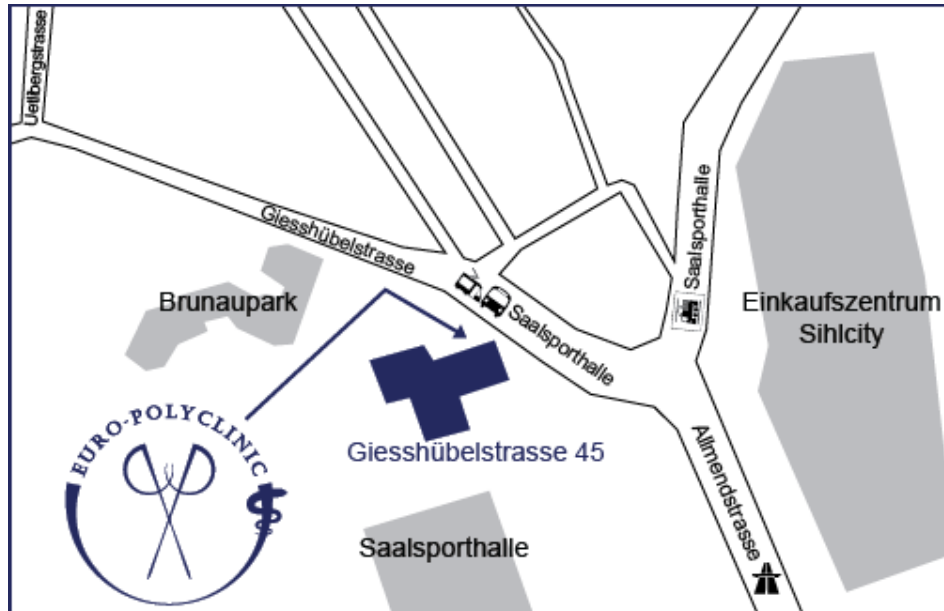 Uetlibergstrasse
Giesshübelstrasse
Saalsporthalle
Saalsporthalle
Brunaupark
Einkaufszentrum
Sihlcity
EURO-POLYCLINIC
Giesshübelstrasse 45
Allmendstrasse
Saalsporthalle